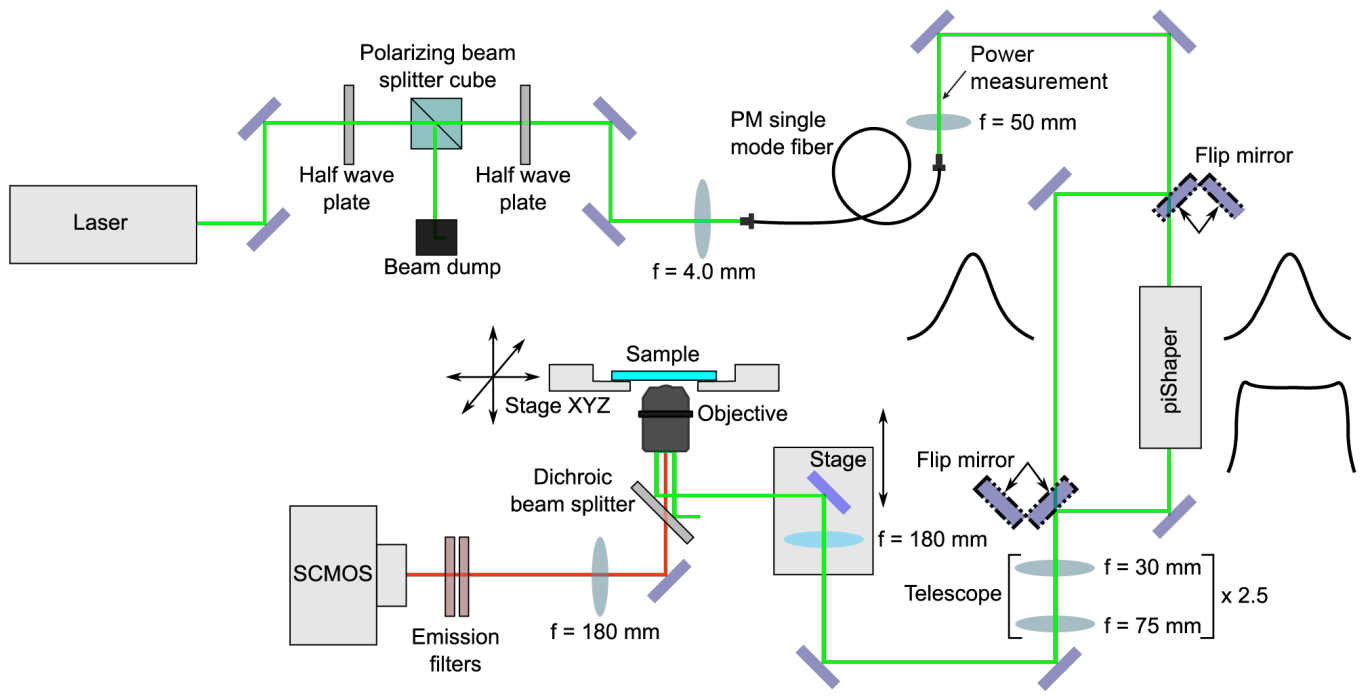 Polarizing beam
splitter cube
Power
measurement
PM single
mode fiber
f = 50 mm
Flip mirror
Half wave
plate
Half wave
plate
Laser
Beam dump
f = 4.0 mm
piShaper
Sample
Stage XYZ
Objective
Stage
Flip mirror
Dichroic
beam splitter
f = 180 mm
SCMOS
Telescope
f = 30 mm
x 2.5
f = 75 mm
Emission
filters
f = 180 mm